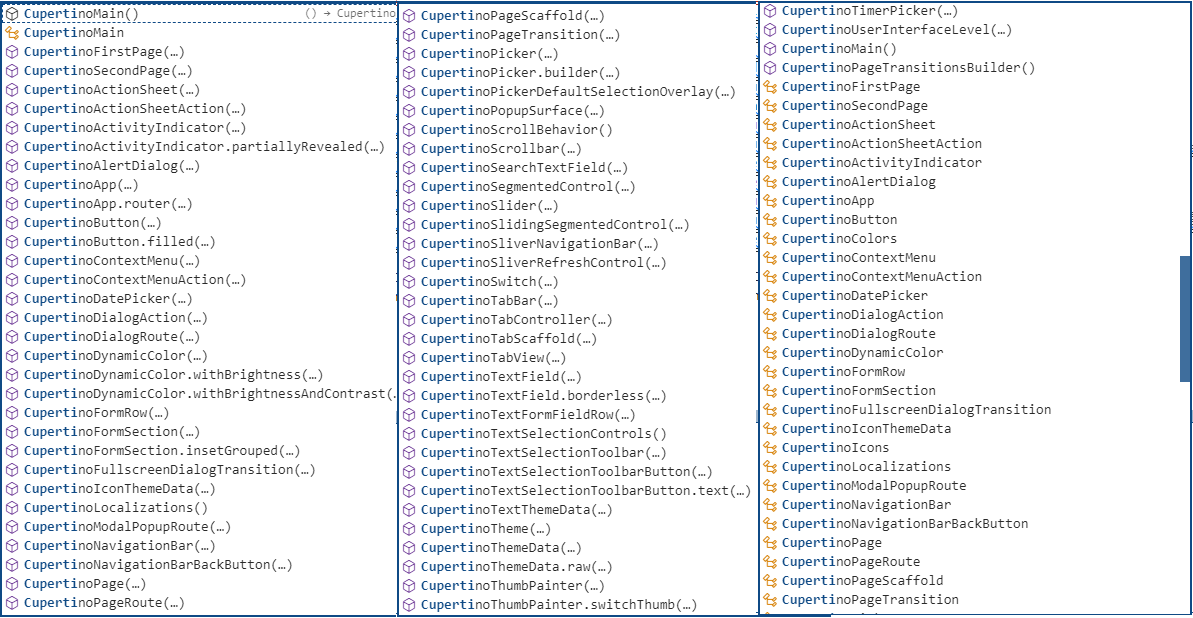 CupertinoMain() () → Cupertino
CupertinoMain
CupertinoFirstPage(…)
CupertinoSecondPage(…)
CupertinoActionSheet(…)
CupertinoActionSheetAction(…)
CupertinoActivityIndicator(…)
CupertinoActivityIndicator.partiallyRevealed(…)
CupertinoAlertDialog(…)
CupertinoApp(…)
CupertinoApp.router(…)
CupertinoButton(…)
CupertinoButton.filled(…)
CupertinoContextMenu(…)
CupertinoContextMenuAction(…)
CupertinoDatePicker(…)
CupertinoDialogAction(…)
CupertinoDialogRoute(…)
CupertinoDynamicColor(…)
CupertinoDynamicColor.withBrightness(…)
CupertinoDynamicColor.withBrightnessAndContrast(…
CupertinoFormRow(…)
CupertinoFormSection(…)
CupertinoFormSection.insetGrouped(…)
CupertinoFullscreenDialogTransition(…)
CupertinoIconThemeData(…)
CupertinoLocalizations()
CupertinoModalPopupRoute(…)
CupertinoNavigationBar(…)
CupertinoNavigationBarBackButton(…)
CupertinoPage(…)
CupertinoPageRoute(…)
CupertinoPageScaffold(…)
CupertinoPageTransition(…)
CupertinoPicker(…)
CupertinoPicker.builder(…)
CupertinoPickerDefaultSelectionOverlay(…)
CupertinoPopupSurface(…)
CupertinoScrollBehavior()
CupertinoScrollbar(…)
CupertinoSearchTextField(…)
CupertinoSegmentedControl(…)
CupertinoSlider(…)
CupertinoSlidingSegmentedControl(…)
CupertinoSliverNavigationBar(…)
CupertinoSliverRefreshControl(…)
CupertinoSwitch(…)
CupertinoTabBar(…)
CupertinoTabController(…)
CupertinoTabScaffold(…)
CupertinoTabView(…)
CupertinoTextField(…)
CupertinoTextField.borderless(…)
CupertinoTextFormFieldRow(…)
CupertinoTextSelectionControls()
CupertinoTextSelectionToolbar(…)
CupertinoTextSelectionToolbarButton(…)
CupertinoTextSelectionToolbarButton.text(…)
CupertinoTextThemeData(…)
CupertinoTheme(…)
CupertinoThemeData(…)
CupertinoThemeData.raw(…)
CupertinoThumbPainter(…)
CupertinoThumbPainter.switchThumb(…)
CupertinoTimerPicker(…)
CupertinoUserInterfaceLevel(…)
CupertinoMain()
CupertinoPageTransitionsBuilder()
CupertinoFirstPage
CupertinoSecondPage
CupertinoActionSheet
CupertinoActionSheetAction
CupertinoActivityIndicator
CupertinoAlertDialog
CupertinoApp
CupertinoButton
CupertinoColors
CupertinoContextMenu
CupertinoContextMenuAction
CupertinoDatePicker
CupertinoDialogAction
CupertinoDialogRoute
CupertinoDynamicColor
CupertinoFormRow
CupertinoFormSection
CupertinoFullscreenDialogTransition
CupertinoIconThemeData
CupertinoIcons
CupertinoLocalizations
CupertinoModalPopupRoute
CupertinoNavigationBar
CupertinoNavigationBarBackButton
CupertinoPage
CupertinoPageRoute
CupertinoPageScaffold
CupertinoPageTransition